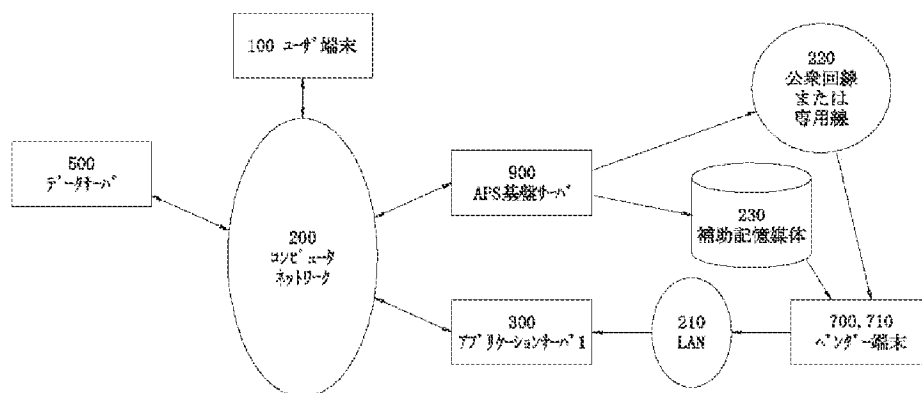 100 ユーザ端末
220
公衆回線
または
専用線
500
データサーバ
900
APS基盤サーバ
230
補助記憶媒体
200
コンピュータ
ネットワーク
300
アプリケーションサーバ1
210
LAN
700,710
ベンダー端末